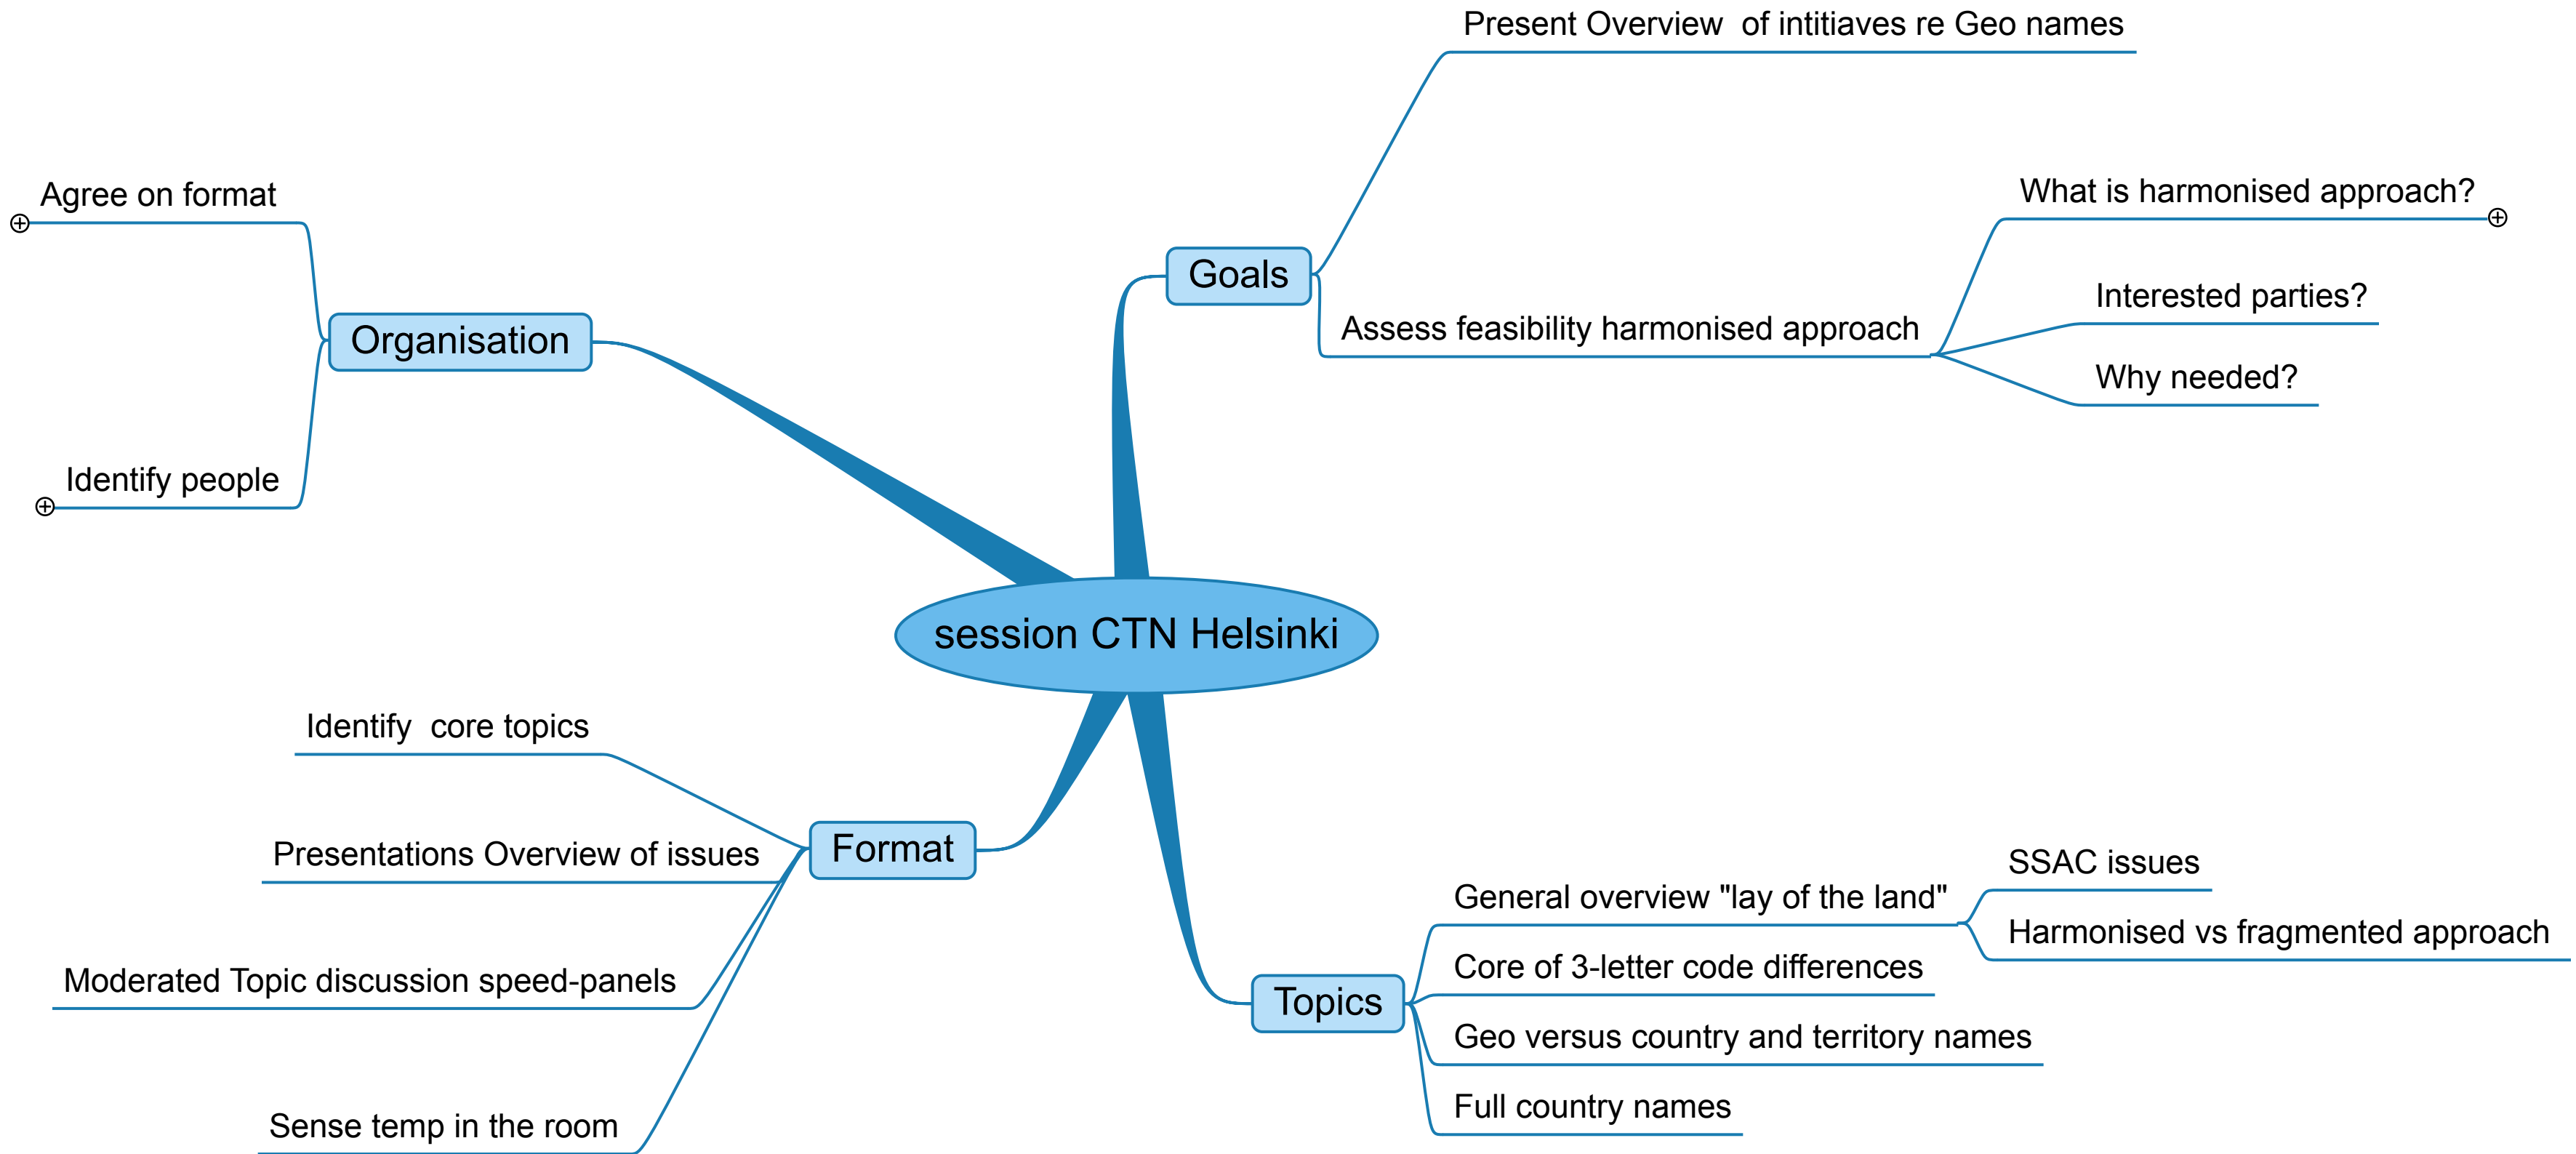 session CTN Helsinki
Goals
Present Overview  of intitiaves re Geo names
Assess feasibility harmonised approach
What is harmonised approach?
Interested parties?
Why needed?
Topics
General overview "lay of the land"
SSAC issues
Harmonised vs fragmented approach
Core of 3-letter code differences
Geo versus country and territory names
Full country names
Format
Identify  core topics
Presentations Overview of issues
Moderated Topic discussion speed-panels
Sense temp in the room
Organisation
Agree on format
Identify people